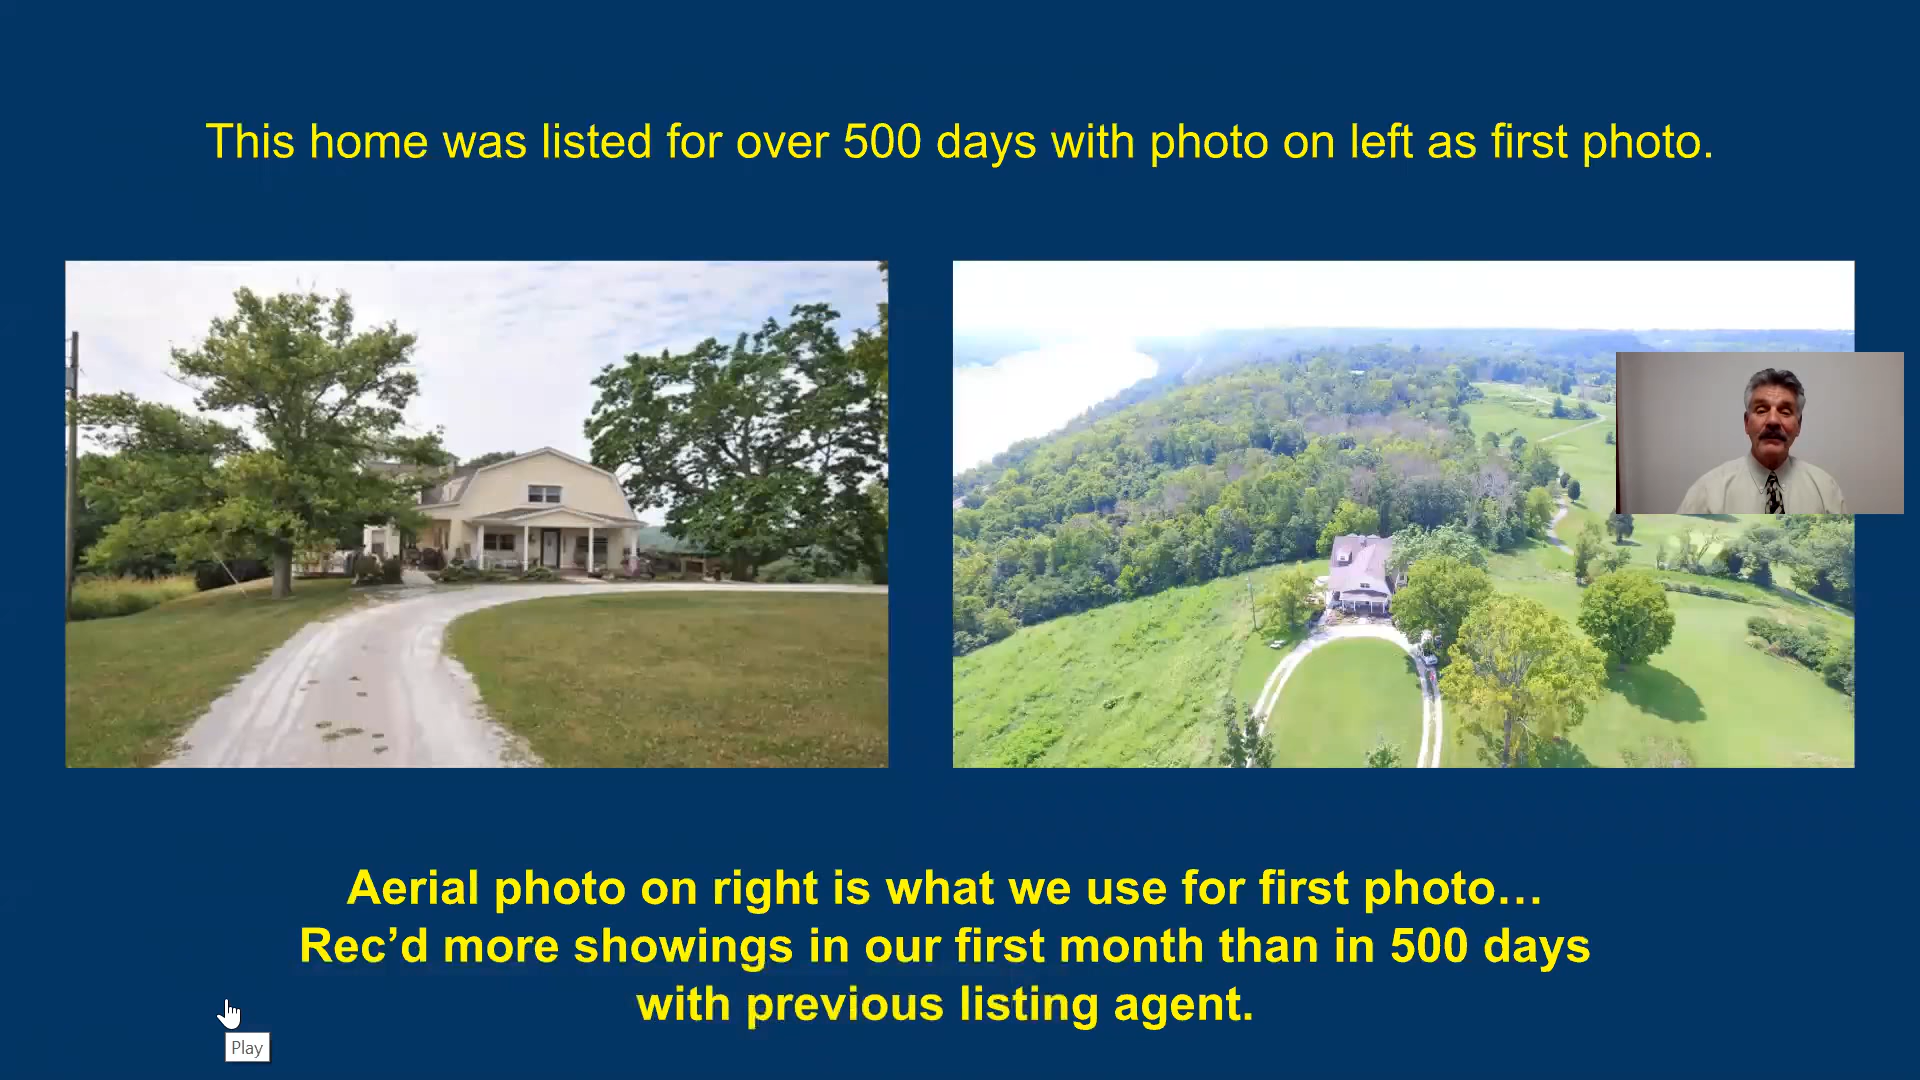 This home was listed for over 500 days with photo on left as first photo.
Aerial photo on right is what we use for first photo…
Rec’d more showings in our first month than in 500 days
with previous listing agent.
Play